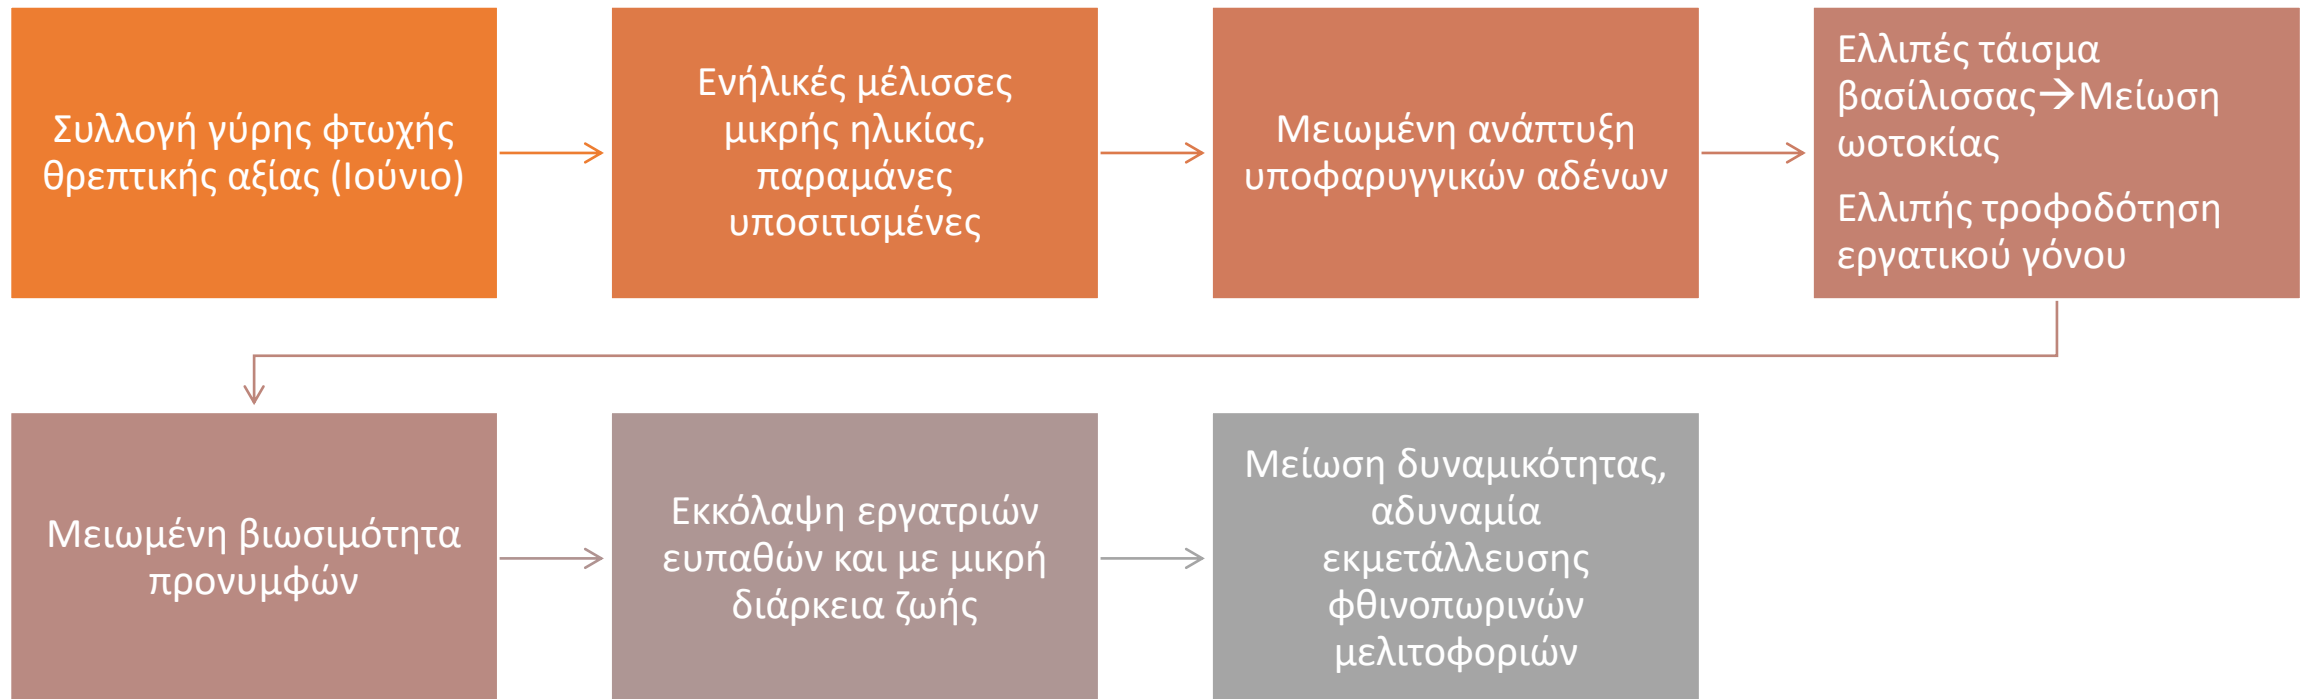 Συλλογή γύρης φτωχής
θρεπτικής αξίας (Ιούνιο)
Ενήλικές μέλισσες
μικρής ηλικίας,
παραμάνες
υποσιτισμένες
Μειωμένη ανάπτυξη
υποφαρυγγικών αδένων
Ελλιπές τάισμα
βασίλισσας→Μείωση
ωοτοκίας
Ελλιπής τροφοδότηση
εργατικού γόνου
Μειωμένη βιωσιμότητα
προνυμφών
Εκκόλαψη εργατριών
ευπαθών και με μικρή
διάρκεια ζωής
Μείωση δυναμικότητας,
αδυναμία
εκμετάλλευσης
φθινοπωρινών
μελιτοφοριών